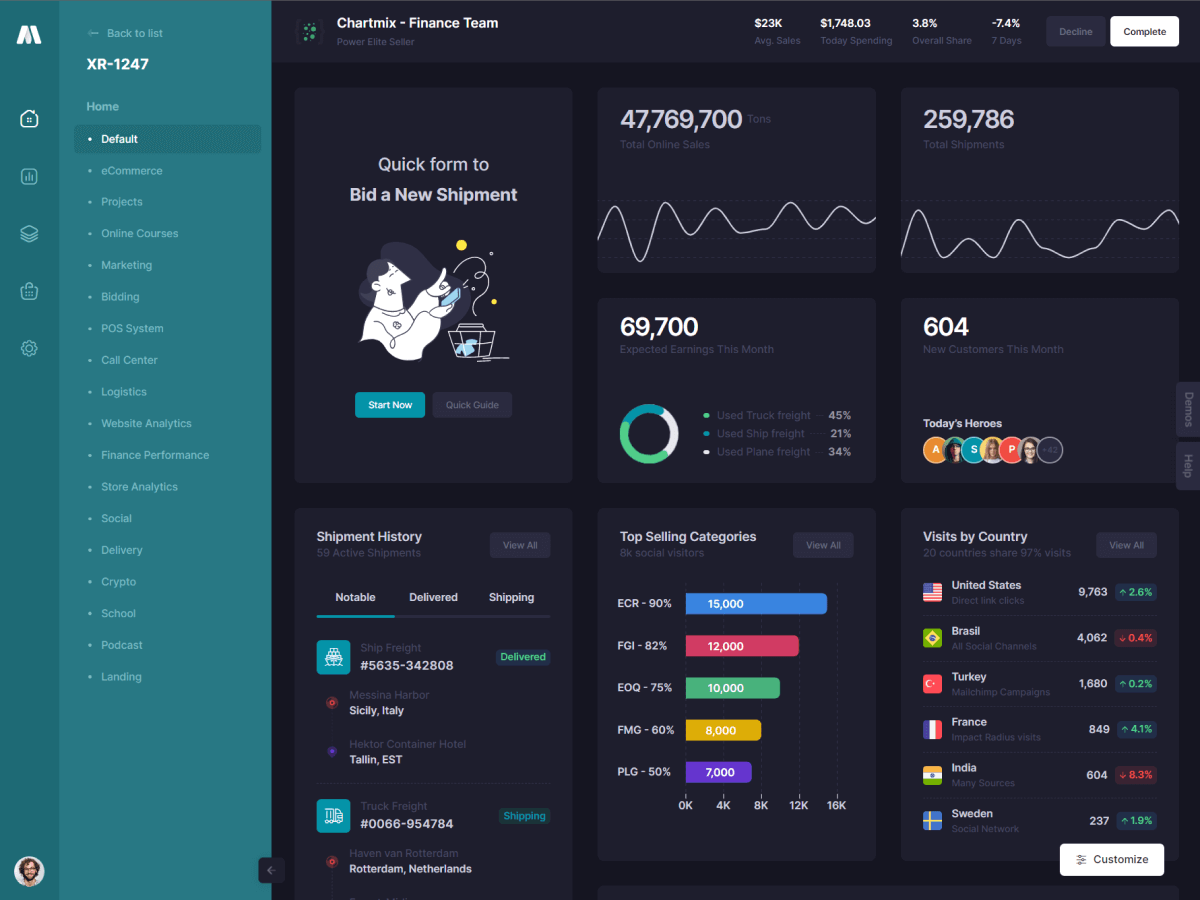 Back to list
XR-1247
Home
Default
eCommerce
Projects
Online Courses
Marketing
Bidding
POS System
Call Center
Logistics
Website Analytics
Finance Performance
Store Analytics
Social
Delivery
Crypto
School
Podcast
Landing
Chartmix - Finance Team
Power Elite Seller
$23K
Avg. Sales
$1,748.03
Today Spending
3.8%
Overall Share
-7.4%
7 Days
Decline
Complete
Quick form to
Bid a New Shipment
Start Now
Quick Guide
47,769,700 Tons
Total Online Sales
259,786
Total Shipments
69,700
Expected Earnings This Month
Used Truck freight 45%
Used Ship freight 21%
Used Plane freight 34%
604
New Customers This Month
Today's Heroes
A
S
P
+42
Demos
Help
Shipment History
59 Active Shipments
View All
Notable
Delivered
Shipping
Ship Freight
#5635-342808
Delivered
Messina Harbor
Sicily, Italy
Hektor Container Hotel
Tallin, EST
Truck Freight
#0066-954784
Shipping
Haven van Rotterdam
Rotterdam, Netherlands
Top Selling Categories
8k social visitors
View All
ECR - 90% 15,000
FGI - 82% 12,000
EOQ - 75% 10,000
FMG - 60% 8,000
PLG - 50% 7,000
0K 4K 8K 12K 16K
Visits by Country
20 countries share 97% visits
View All
United States
Direct link clicks
9,763
2.6%
Brasil
All Social Channels
4,062
0.4%
Turkey
Mailchimp Campaigns
1,680
0.2%
France
Impact Radius visits
849
4.1%
India
Many Sources
604
8.3%
Sweden
Social Network
237
1.9%
Customize